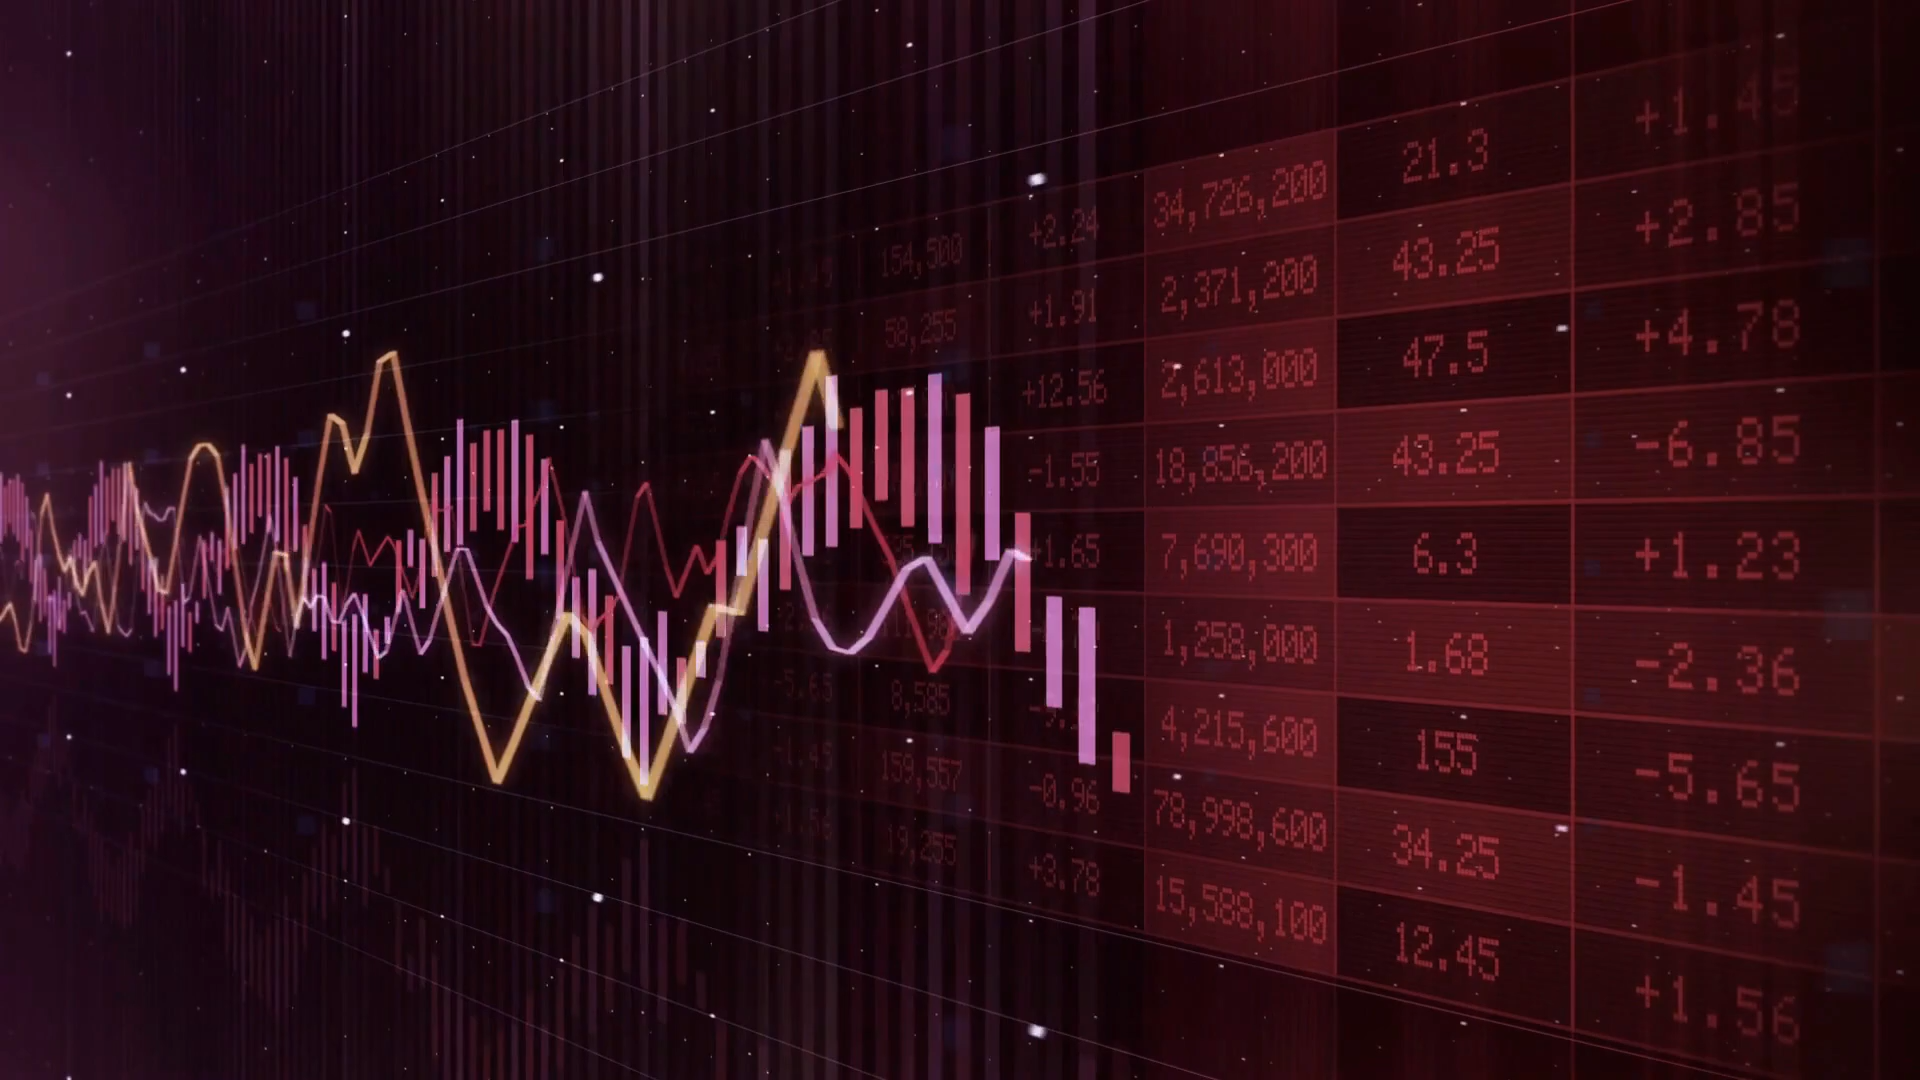 34,726,200 21.3 +1.45
154,500 +2.24 2,371,200 43.25 +2.85
58,255 +1.91 2,613,000 47.5 +4.78
+12.56 18,856,200 43.25 -6.85
-1.55 7,690,300 6.3 +1.23
+1.65 1,258,000 1.68 -2.36
-5.65 8,585 4,215,600 155 -5.65
-1.45 159,557 -0.96 78,998,600 34.25 -1.45
+1.56 19,255 +3.78 15,588,100 12.45 +1.56